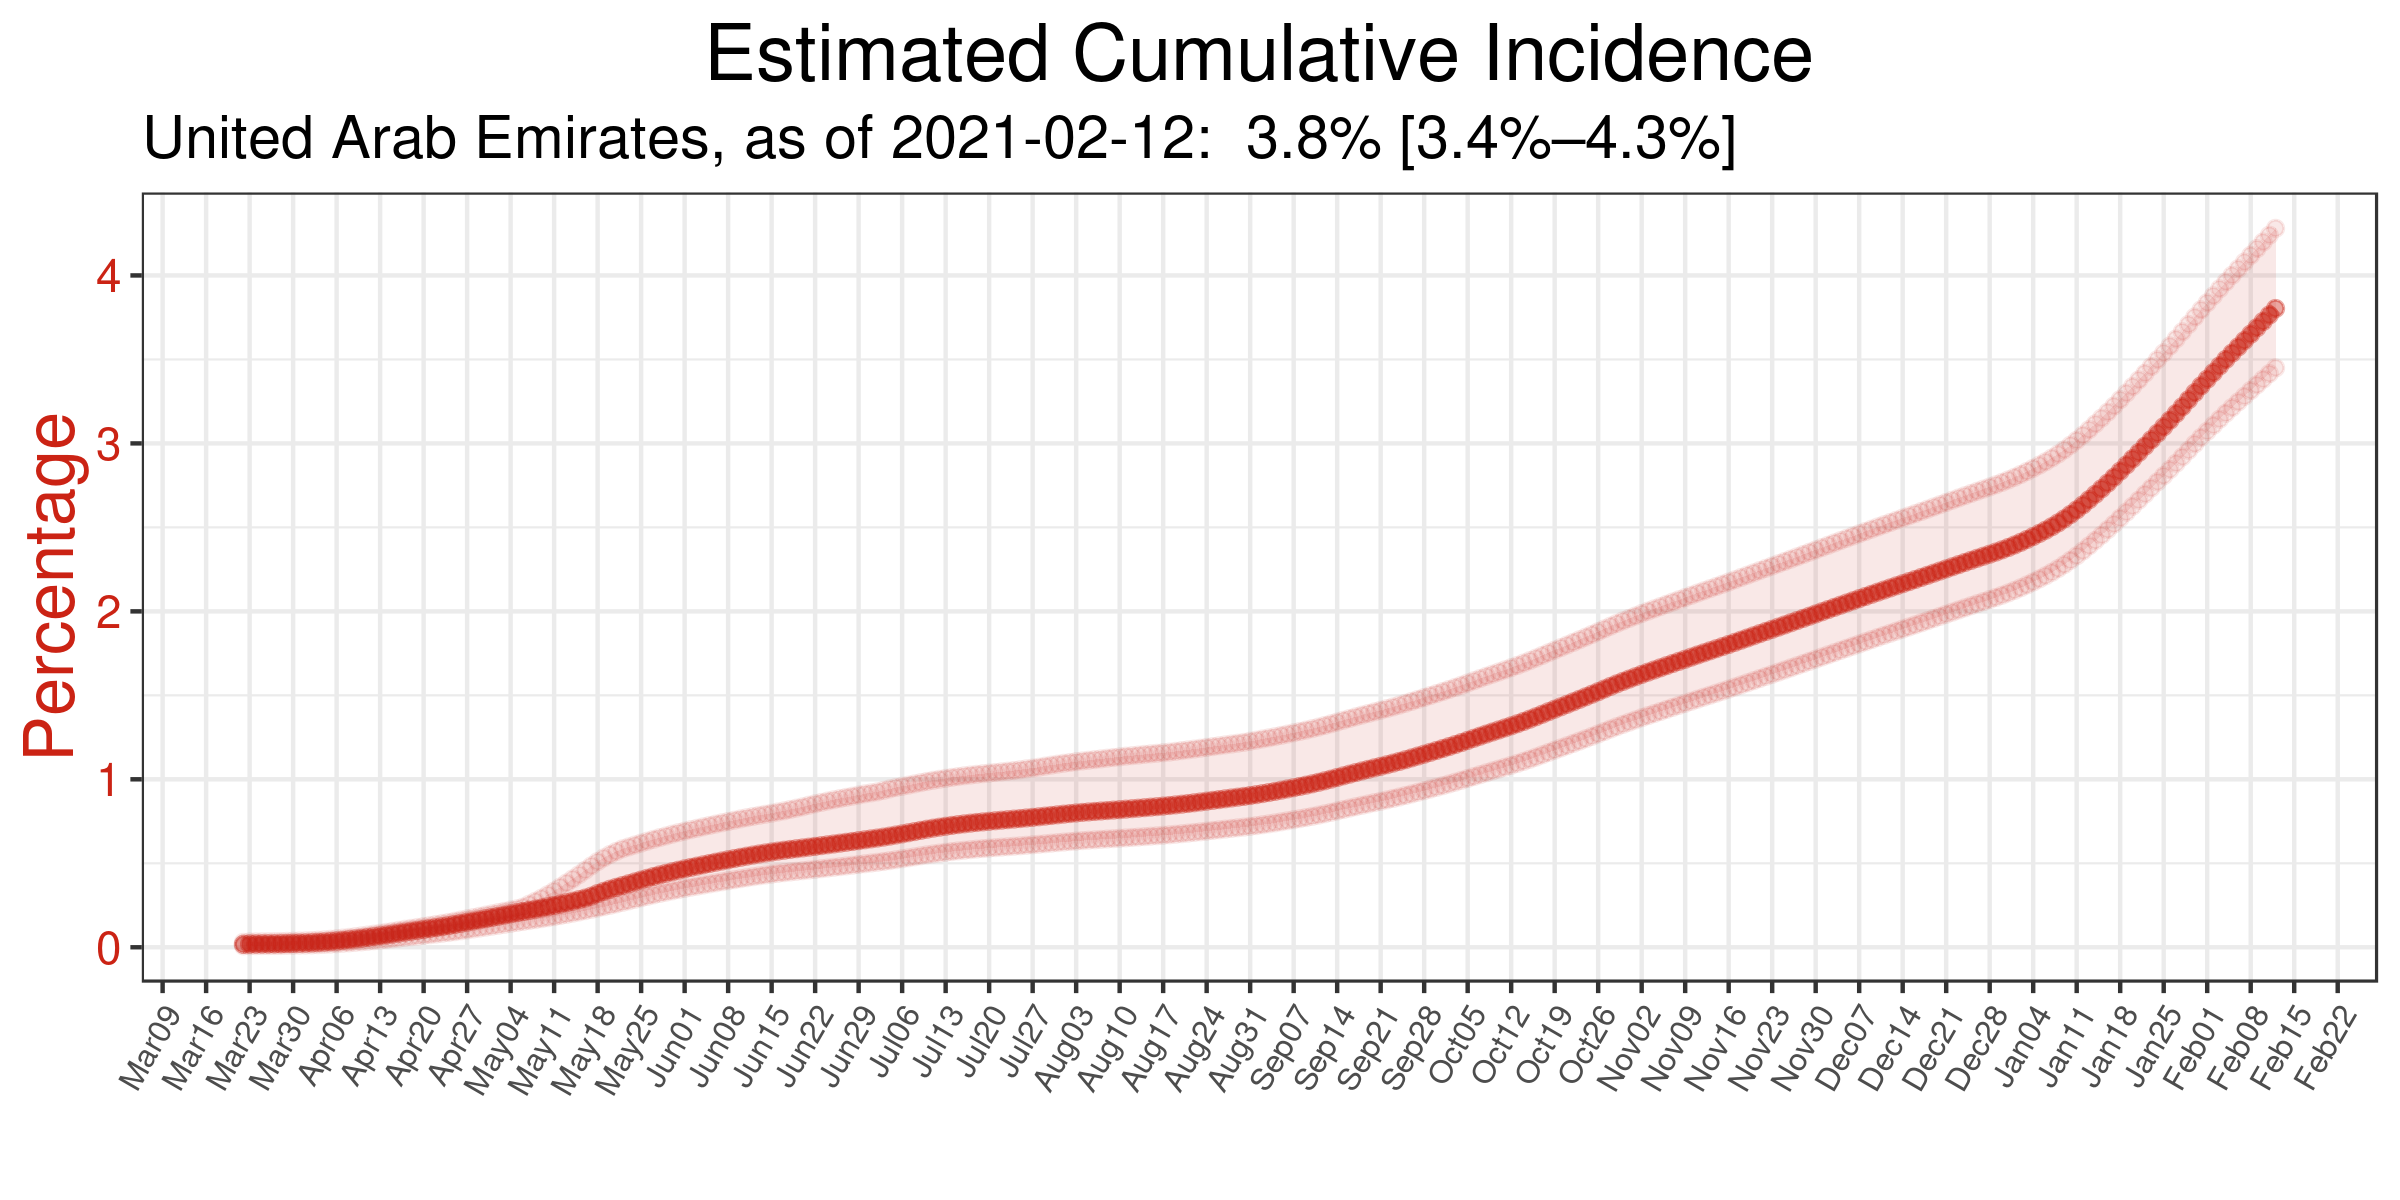 Estimated Cumulative Incidence
United Arab Emirates, as of 2021-02-12:  3.8% [3.4%–4.3%]
Percentage
4
3
2
1
0
Mar09 Mar16 Mar23 Mar30 Apr06 Apr13 Apr20 Apr27 May04 May11 May18 May25 Jun01 Jun08 Jun15 Jun22 Jun29 Jul06 Jul13 Jul20 Jul27 Aug03 Aug10 Aug17 Aug24 Aug31 Sep07 Sep14 Sep21 Sep28 Oct05 Oct12 Oct19 Oct26 Nov02 Nov09 Nov16 Nov23 Nov30 Dec07 Dec14 Dec21 Dec28 Jan04 Jan11 Jan18 Jan25 Feb01 Feb08 Feb15 Feb22